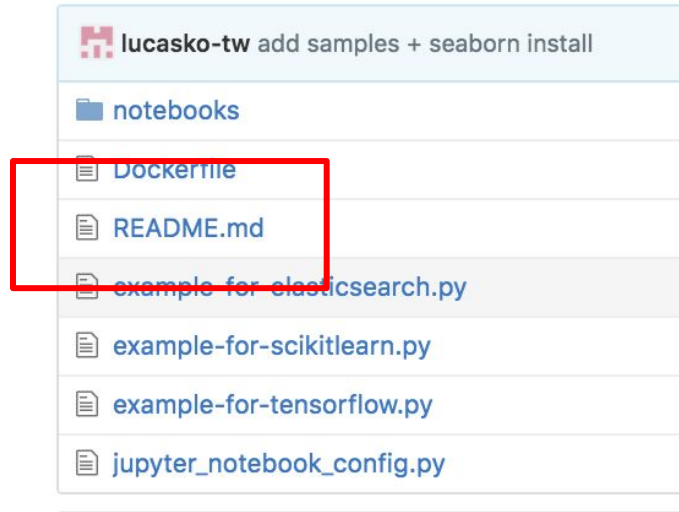 lucasko-tw add samples + seaborn install
notebooks
Dockerfile
README.md
example-for-elasticsearch.py
example-for-scikitlearn.py
example-for-tensorflow.py
jupyter_notebook_config.py